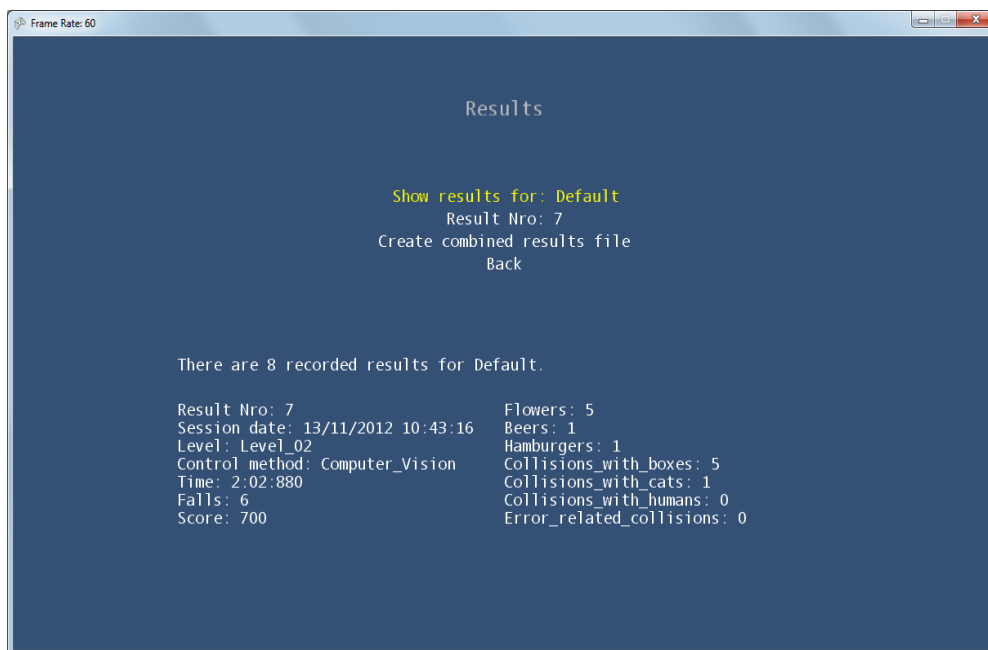 Frame Rate: 60
Results
Show results for: Default
Result Nro: 7
Create combined results file
Back
There are 8 recorded results for Default.
Result Nro: 7
Session date: 13/11/2012 10:43:16
Level: Level_02
Control method: Computer_Vision
Time: 2:02:880
Falls: 6
Score: 700
Flowers: 5
Beers: 1
Hamburgers: 1
Collisions_with_boxes: 5
Collisions_with_cats: 1
Collisions_with_humans: 0
Error_related_collisions: 0